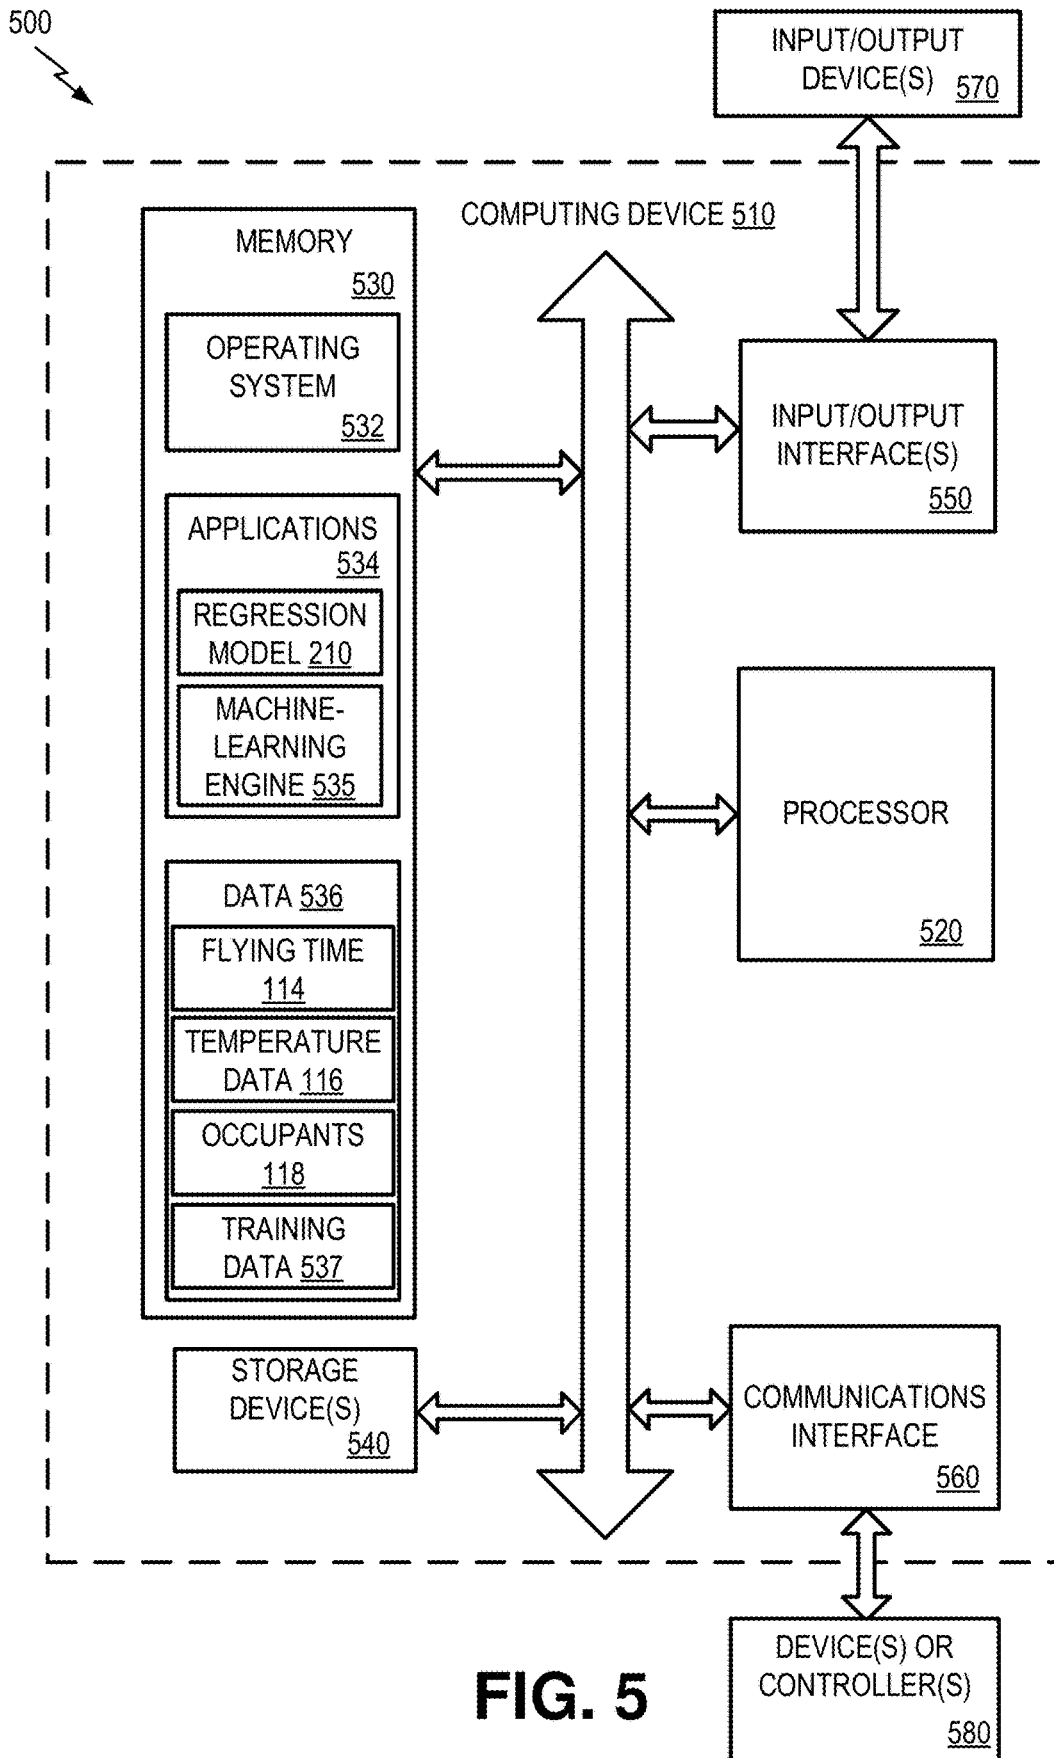 500
INPUT/OUTPUT
DEVICE(S) 570
COMPUTING DEVICE 510
MEMORY
530
OPERATING
SYSTEM
532
APPLICATIONS
534
REGRESSION
MODEL 210
MACHINE-
LEARNING
ENGINE 535
DATA 536
FLYING TIME
114
TEMPERATURE
DATA 116
OCCUPANTS
118
TRAINING
DATA 537
STORAGE
DEVICE(S)
540
INPUT/OUTPUT
INTERFACE(S)
550
PROCESSOR
520
COMMUNICATIONS
INTERFACE
560
DEVICE(S) OR
CONTROLLER(S)
580
FIG. 5